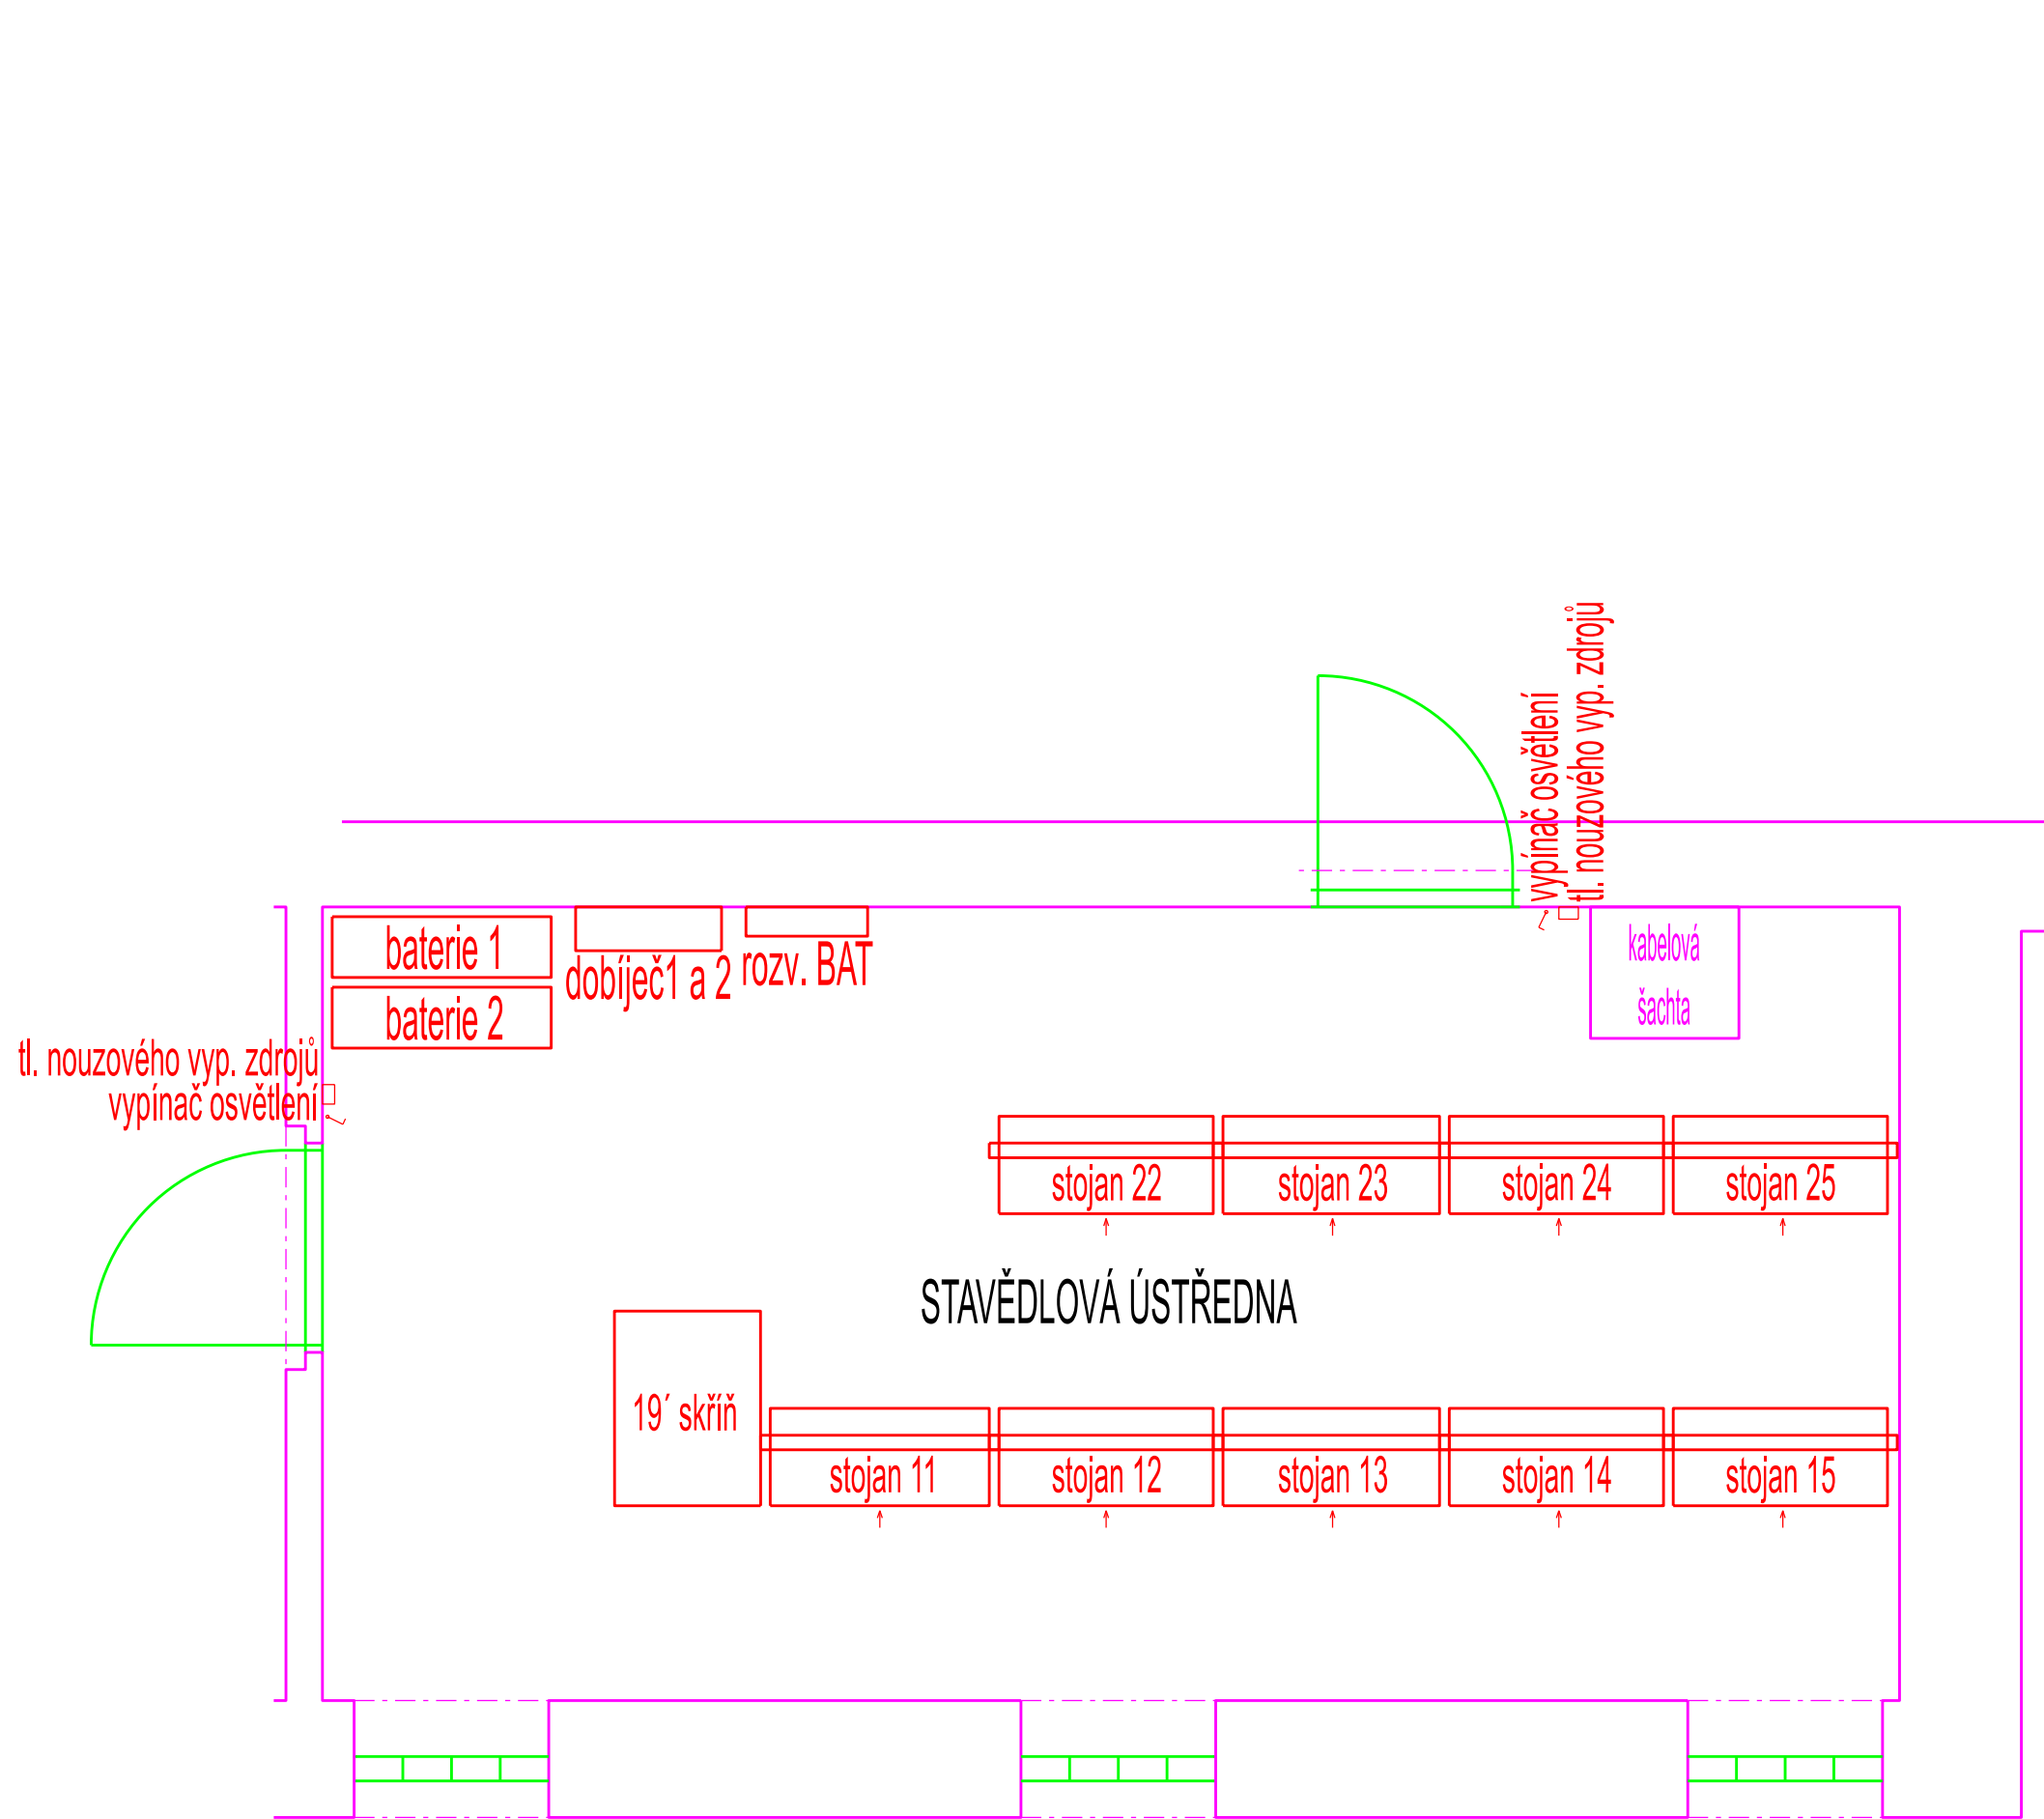 vypínač osvětlení
tl. nouzového vyp. zdrojů
baterie 1
dobíječ1 a 2
rozv. BAT
kabelová
šachta
baterie 2
tl. nouzového vyp. zdrojů
vypínač osvětlení
stojan 22
stojan 23
stojan 24
stojan 25
STAVĚDLOVÁ ÚSTŘEDNA
19´ skříň
stojan 11
stojan 12
stojan 13
stojan 14
stojan 15